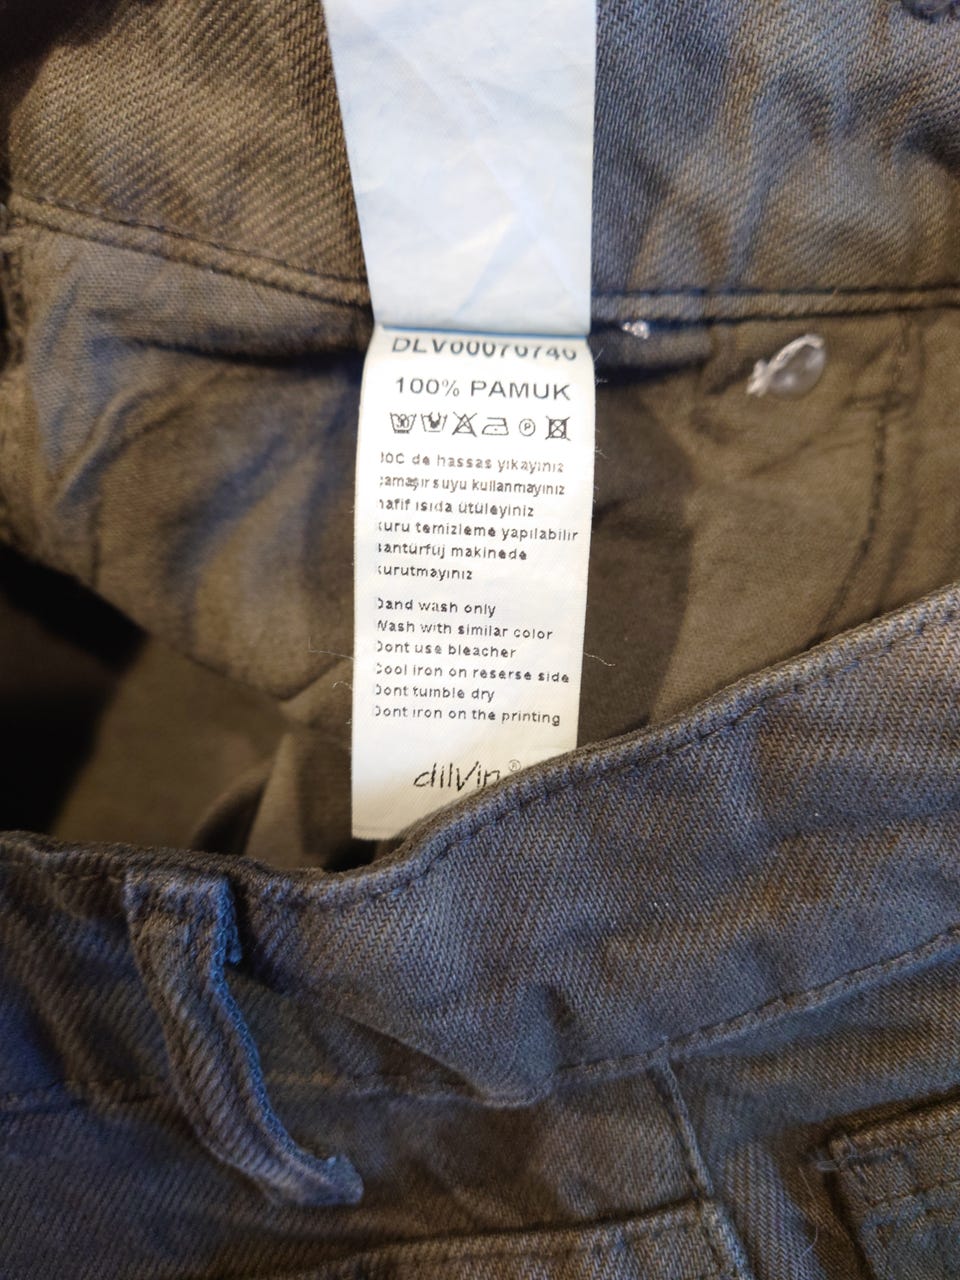 DLV00070740
100% PAMUK
30
P
30C de hassas yıkayınız
çamaşır suyu kullanmayınız
hafif ısıda ütüleyiniz
kuru temizleme yapılabilir
santürfüj makinede
kurutmayınız
Dand wash only
Wash with similar color
Dont use bleacher
Cool iron on reserse side
Dont tumble dry
Dont iron on the printing
dilvin®